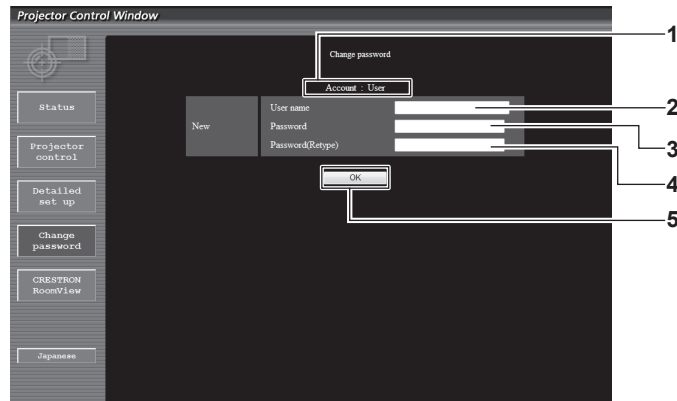 Projector Control Window
Change password
Account : User
New
User name
Password
Password(Retype)
OK
Status
Projector
control
Detailed
set up
Change
password
CRESTRON
RoomView
Japanese
1
2
3
4
5